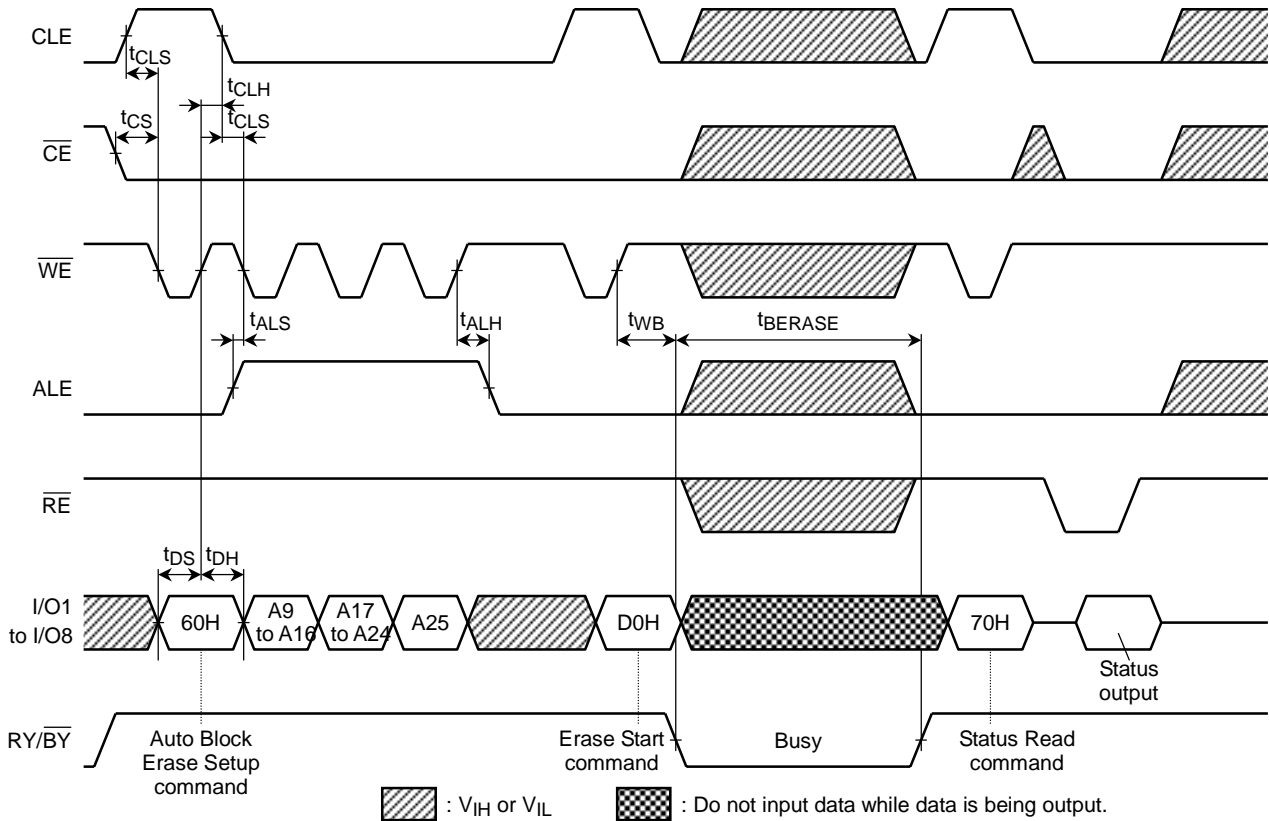 CLE
tCLS
tCLH
tCS
tCLS
CE
WE
tALS
tALH
tWB
tBERASE
ALE
RE
tDS
tDH
I/O1
to I/O8
60H
A9
to A16
A17
to A24
A25
D0H
70H
Status
output
RY/BY
Auto Block
Erase Setup
command
Erase Start
command
Busy
Status Read
command
: VIH or VIL
: Do not input data while data is being output.